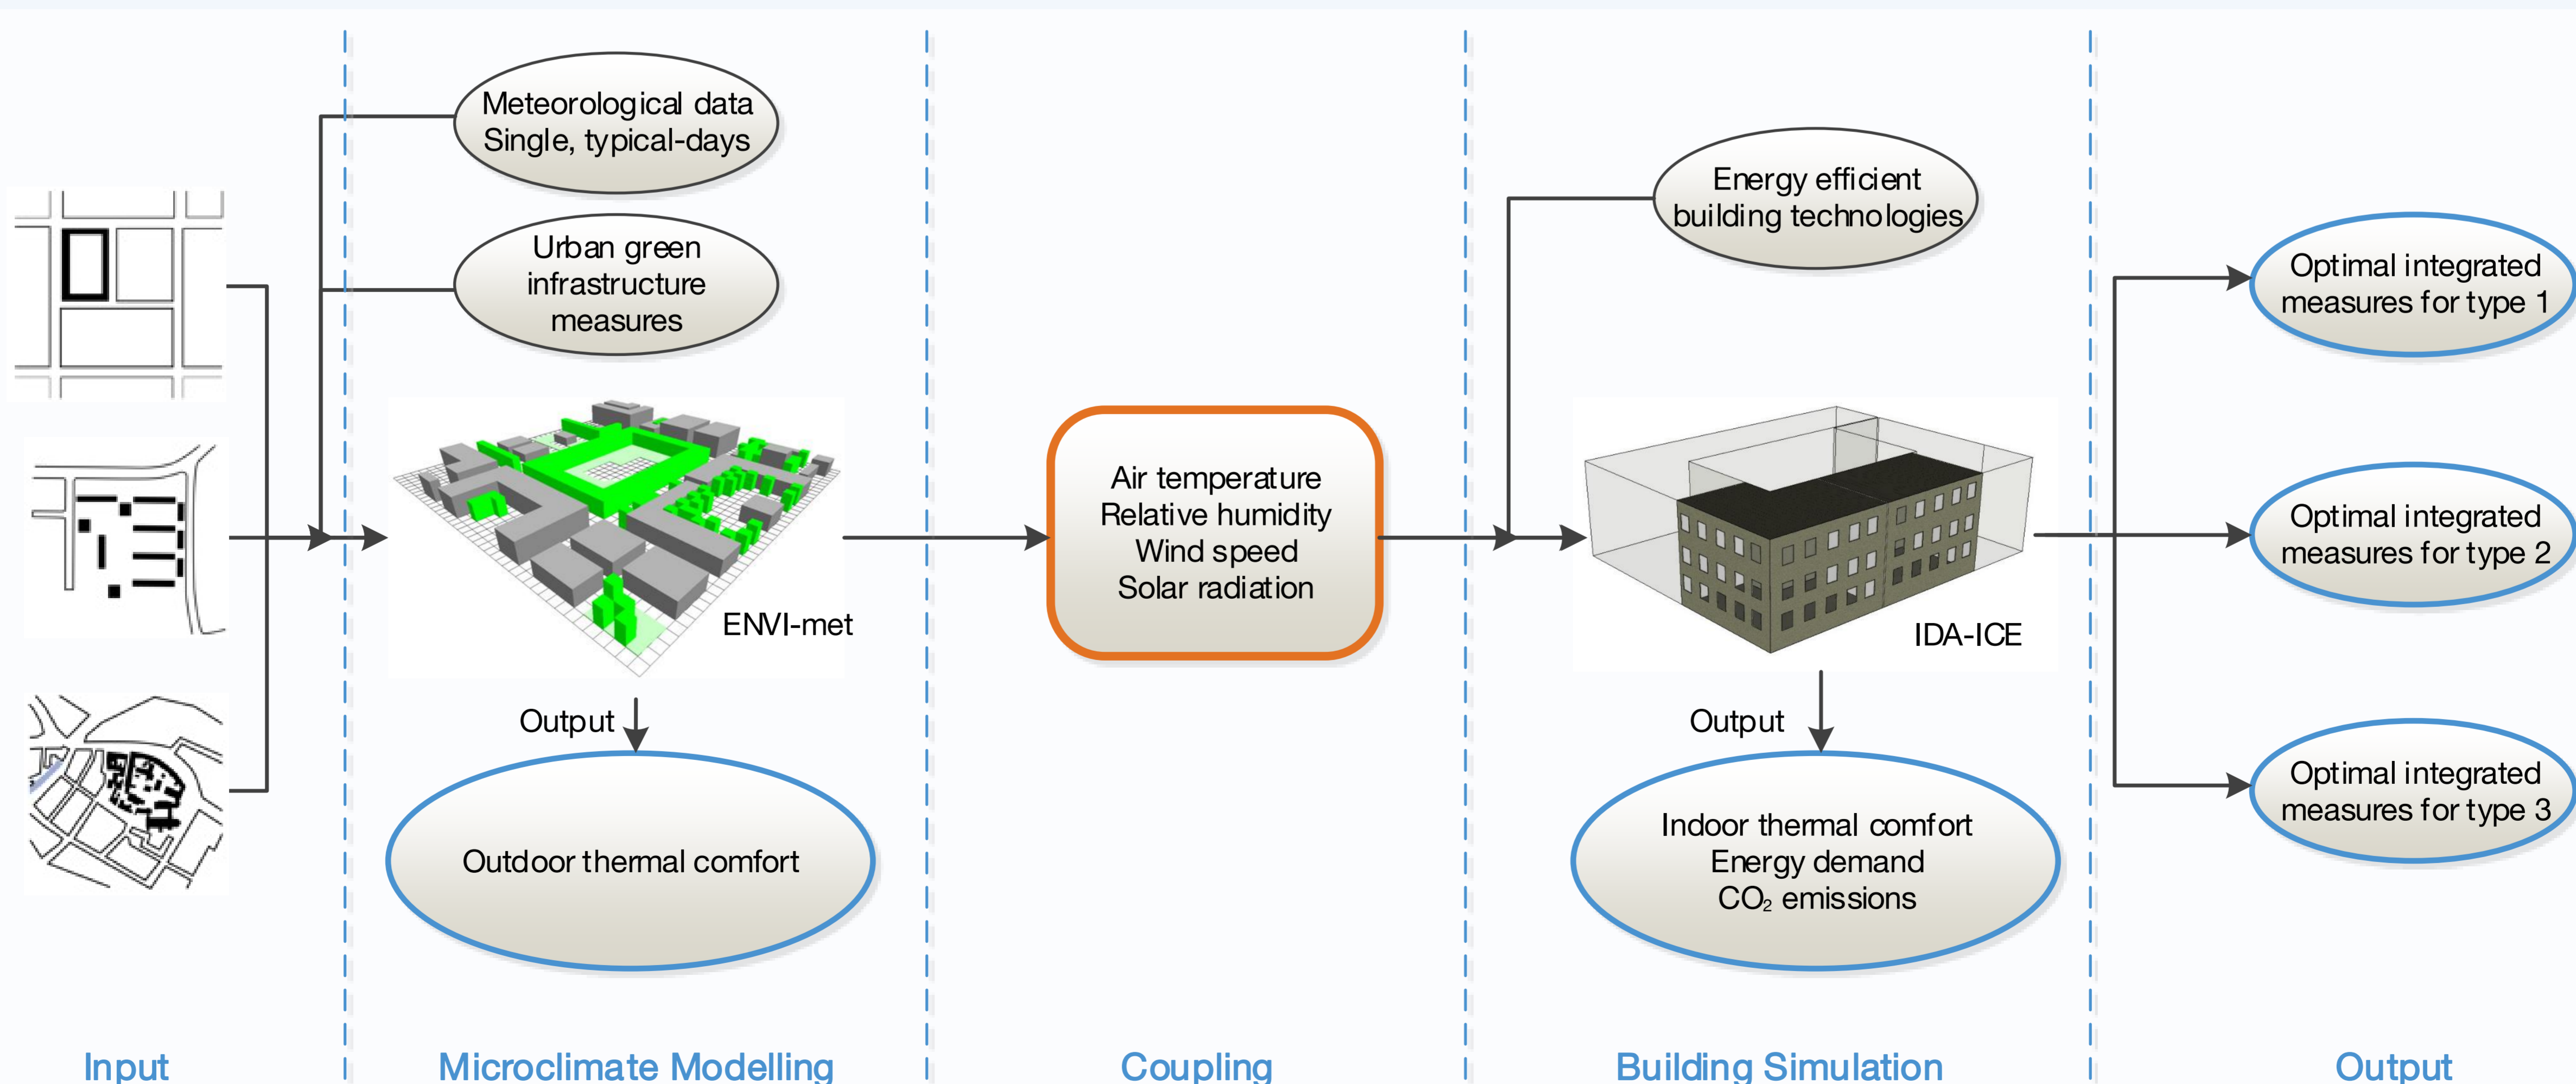 Meteorological data
Single, typical-days
Urban green
infrastructure
measures
ENVI-met
Output
Outdoor thermal comfort
Air temperature
Relative humidity
Wind speed
Solar radiation
Energy efficient
building technologies
IDA-ICE
Output
Indoor thermal comfort
Energy demand
CO₂ emissions
Optimal integrated
measures for type 1
Optimal integrated
measures for type 2
Optimal integrated
measures for type 3
Input
Microclimate Modelling
Coupling
Building Simulation
Output